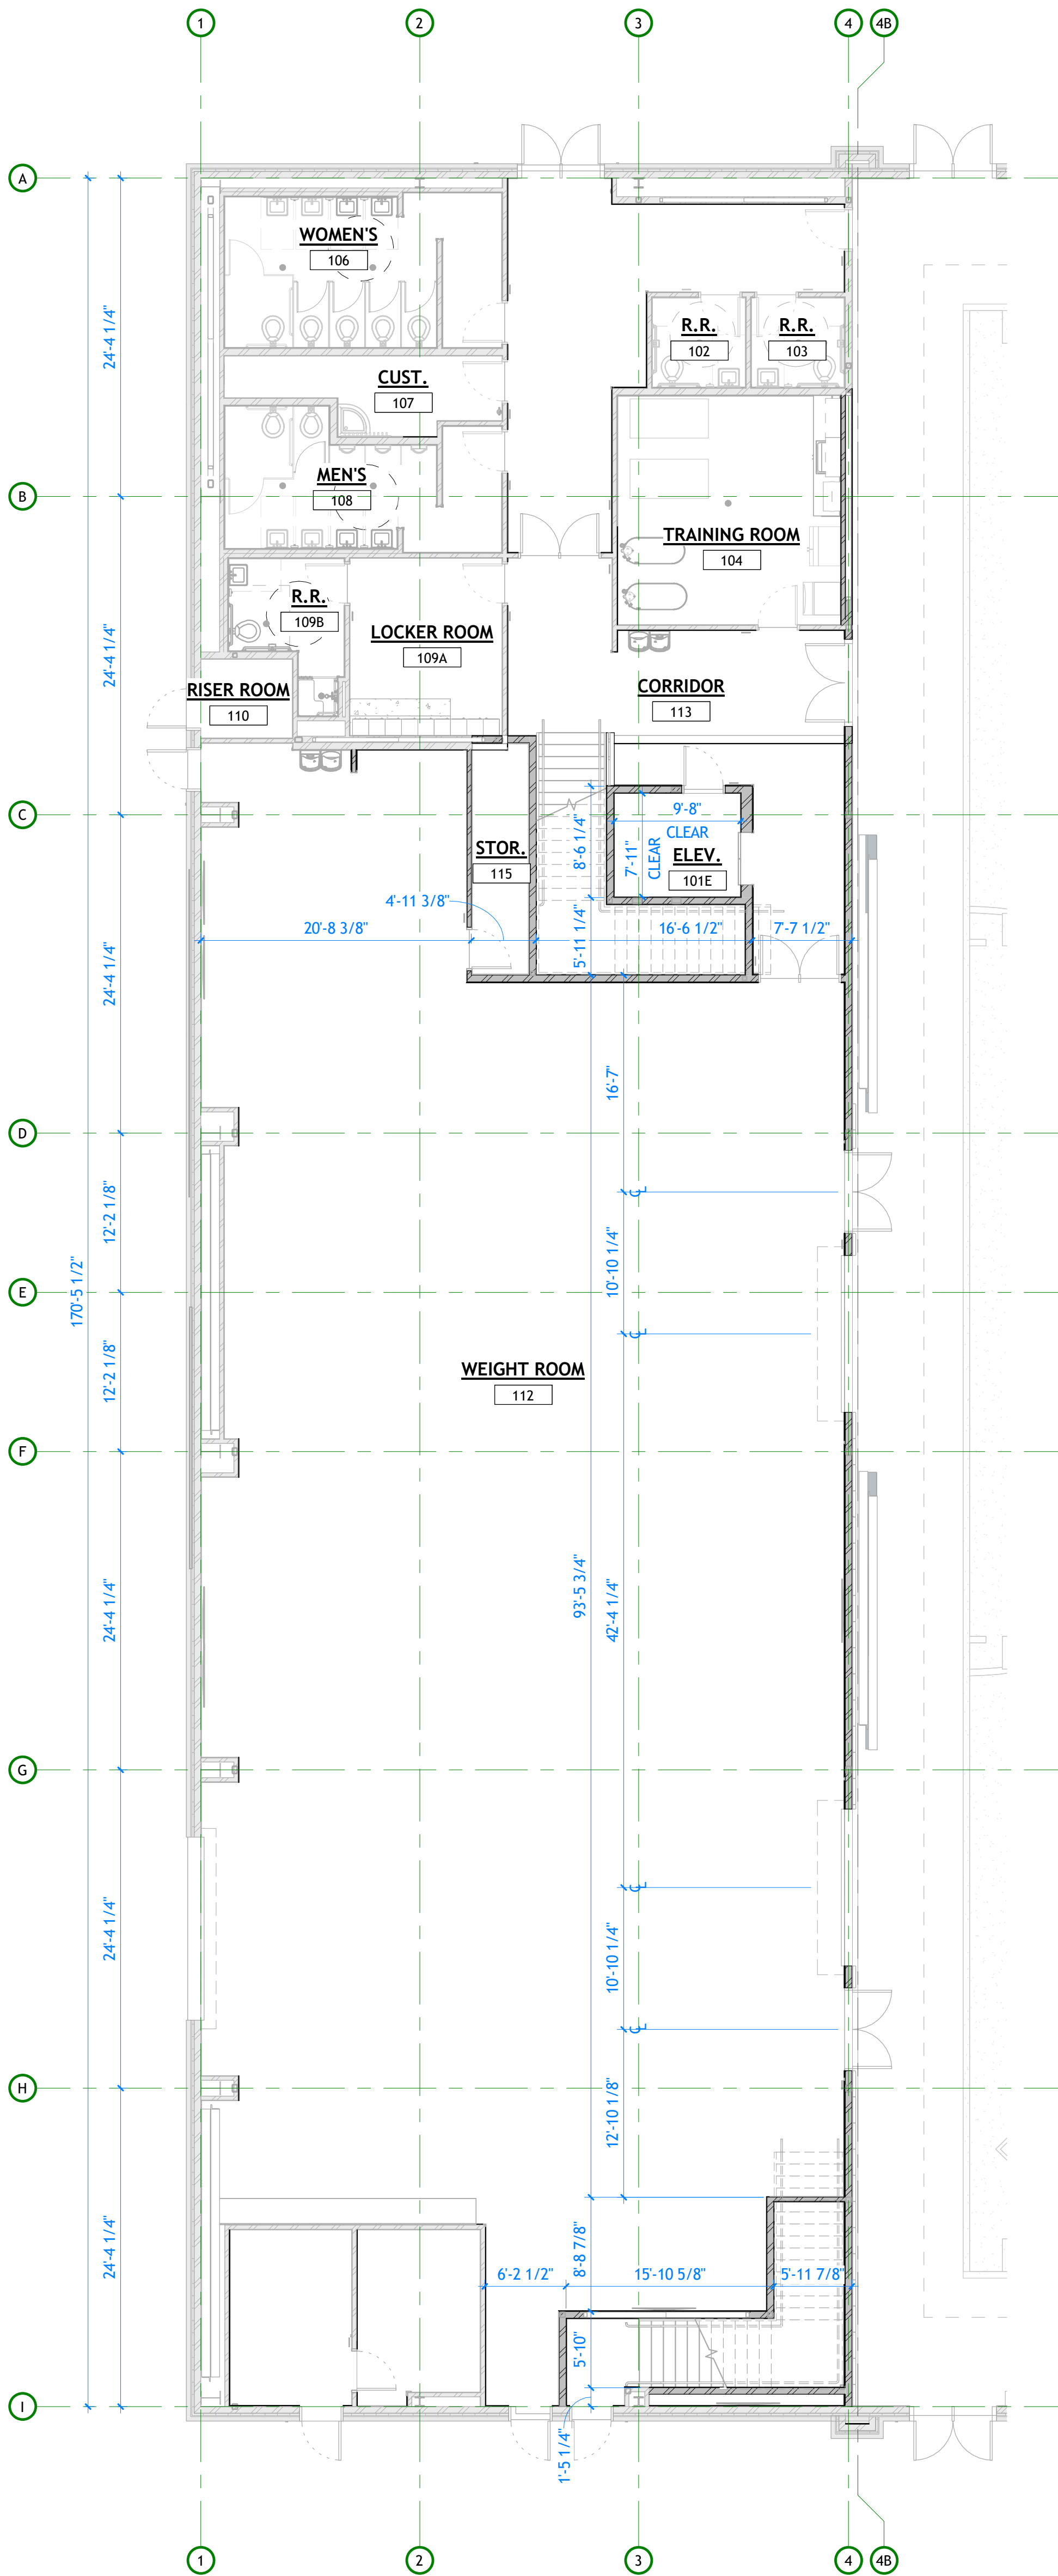 1 2 3 4 4B
A
WOMEN'S
106
24'-4 1/4"
R.R.
102
R.R.
103
CUST.
107
MEN'S
108
B
TRAINING ROOM
104
R.R.
109B
LOCKER ROOM
109A
24'-4 1/4"
RISER ROOM
110
CORRIDOR
113
C
9'-8"
CLEAR
7'-11"
CLEAR
8'-6 1/4"
STOR.
115
ELEV.
101E
4'-11 3/8"
20'-8 3/8"
5'-11 1/4"
16'-6 1/2"
7'-7 1/2"
24'-4 1/4"
16'-7"
D
12'-2 1/8"
CL
10'-10 1/4"
170'-5 1/2"
E
CL
12'-2 1/8"
WEIGHT ROOM
112
F
93'-5 3/4"
24'-4 1/4"
42'-4 1/4"
G
CL
24'-4 1/4"
10'-10 1/4"
CL
H
12'-10 1/8"
24'-4 1/4"
8'-8 7/8"
6'-2 1/2"
15'-10 5/8"
5'-11 7/8"
5'-10"
I
1'-5 1/4"
1 2 3 4 4B